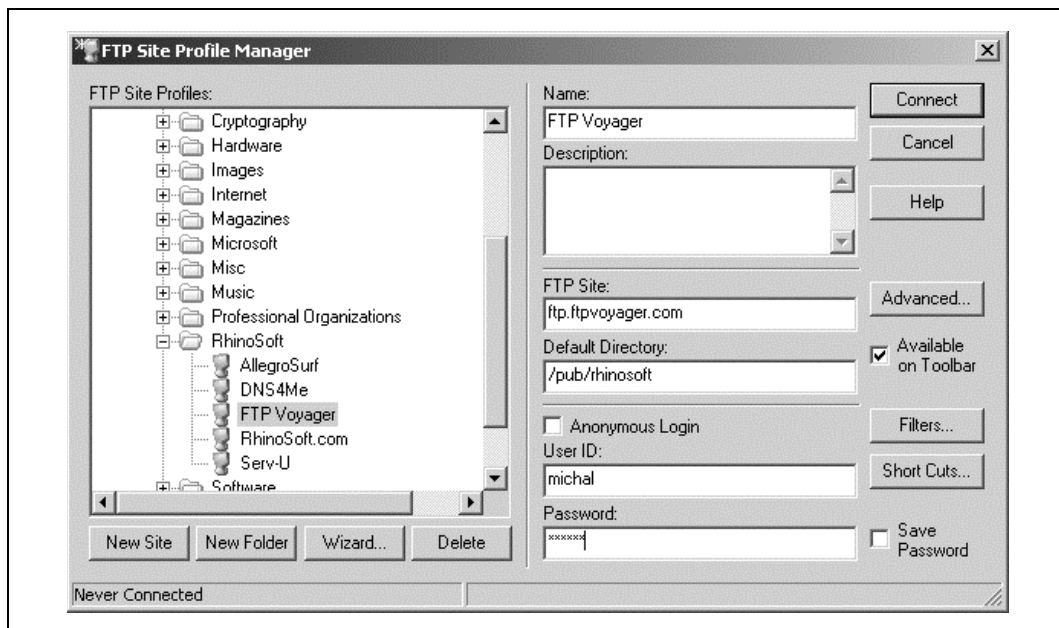 FTP Site Profile Manager
FTP Site Profiles:
Cryptography
Hardware
Images
Internet
Magazines
Microsoft
Misc
Music
Professional Organizations
RhinoSoft
AllegroSurf
DNS4Me
FTP Voyager
RhinoSoft.com
Serv-U
Software
New Site
New Folder
Wizard...
Delete
Name:
FTP Voyager
Description:
FTP Site:
ftp.ftpvoyager.com
Default Directory:
/pub/rhinosoft
Anonymous Login
User ID:
michal
Password:
××××××
Connect
Cancel
Help
Advanced...
Available
on Toolbar
Filters...
Short Cuts...
Save
Password
Never Connected